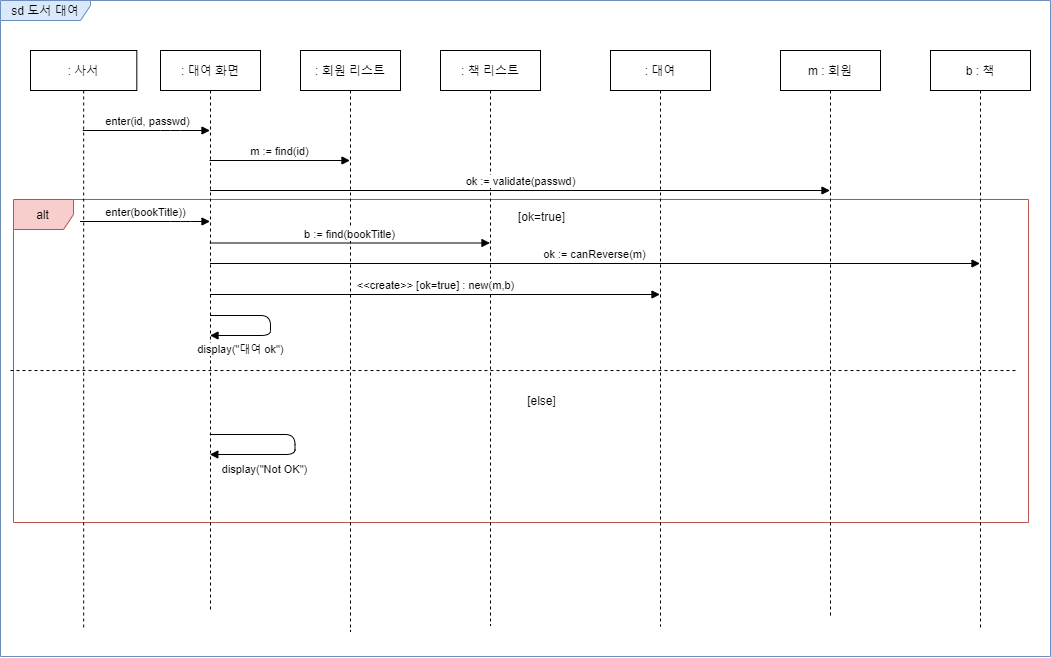 sd 도서 대여
: 사서
: 대여 화면
: 회원 리스트
: 책 리스트
: 대여
m : 회원
b : 책
enter(id, passwd)
m := find(id)
ok := validate(passwd)
alt
enter(bookTitle))
[ok=true]
b := find(bookTitle)
ok := canReverse(m)
<<create>> [ok=true] : new(m,b)
display("대여 ok")
[else]
display("Not OK")